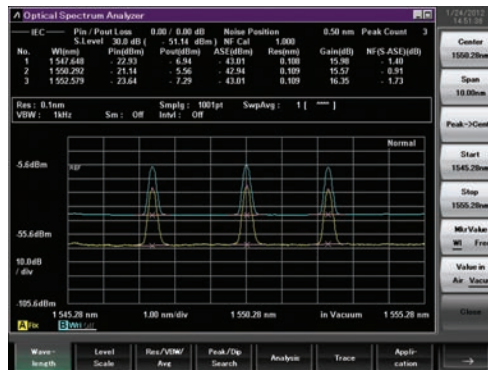 Optical Spectrum Analyzer
1/24/2012
14:51:06
IEC Pin / Pout Loss 0.00 / 0.00 dB Noise Position 0.50 nm Peak Count 3
S.Level 30.0 dB ( - 51.14 dBm ) NF Cal 1.000
No. Wl(nm) Pin(dBm) Pout(dBm) ASE(dBm) Res(nm) Gain(dB) NF(S-ASE)(dB)
1 1 547.648 - 22.93 - 6.94 - 43.01 0.108 15.98 - 1.40
2 1 550.292 - 21.14 - 5.56 - 42.94 0.109 15.57 - 0.91
3 1 552.579 - 23.64 - 7.29 - 43.01 0.109 16.35 - 1.73
Res : 0.1nm Smplg : 1001pt SwpAvg : 1 [ ]
VBW : 1kHz Sm : Off Intvl : Off
Normal
-5.6dBm
-55.6dBm
10.0dB
/ div
-105.6dBm
1 545.28 nm 1.00 nm/div 1 550.28 nm in Vacuum 1 555.28 nm
A Fix B Wri
Center
1550.28nm
Span
10.00nm
Peak->Cent
Start
1545.28nm
Stop
1555.28nm
MkrValue
Wl Fre
Value in
Air Vacu
Close
Wave-
length
Level
Scale
Res/VBW/
Avg
Peak/Dip
Search
Analysis
Trace
Appli-
cation
→